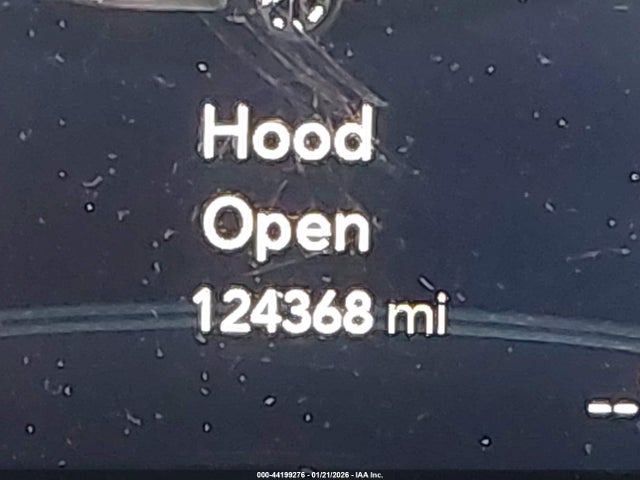 Hood
Open
124368 mi
--
000-44199276 - 01/21/2026 - IAA Inc.